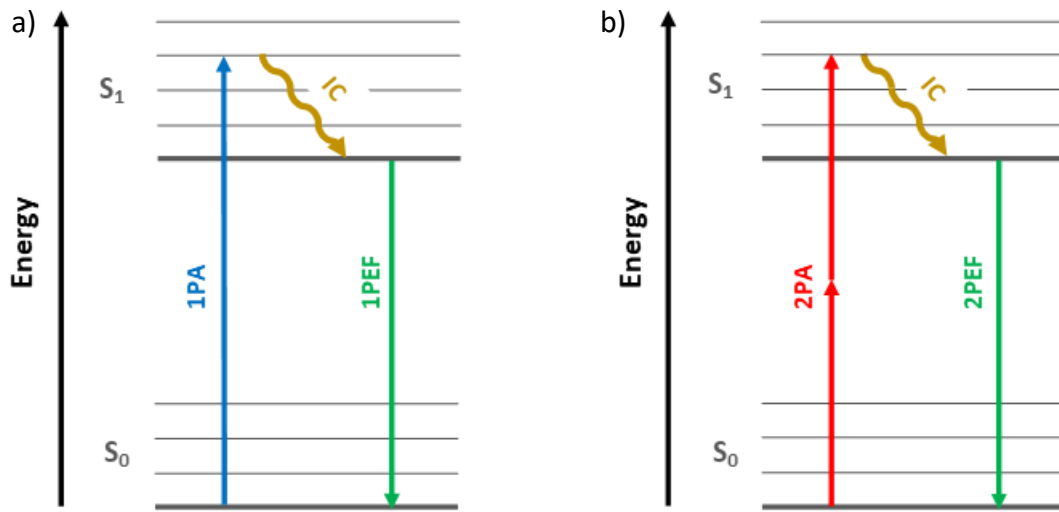 a)
Energy
S₁
S₀
1PA
IC
1PEF
b)
Energy
S₁
S₀
2PA
IC
2PEF